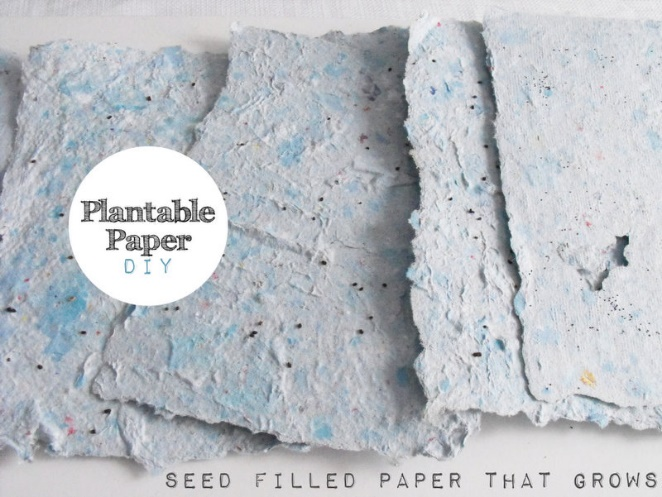 Plantable
Paper
DIY
SEED FILLED PAPER THAT GROWS